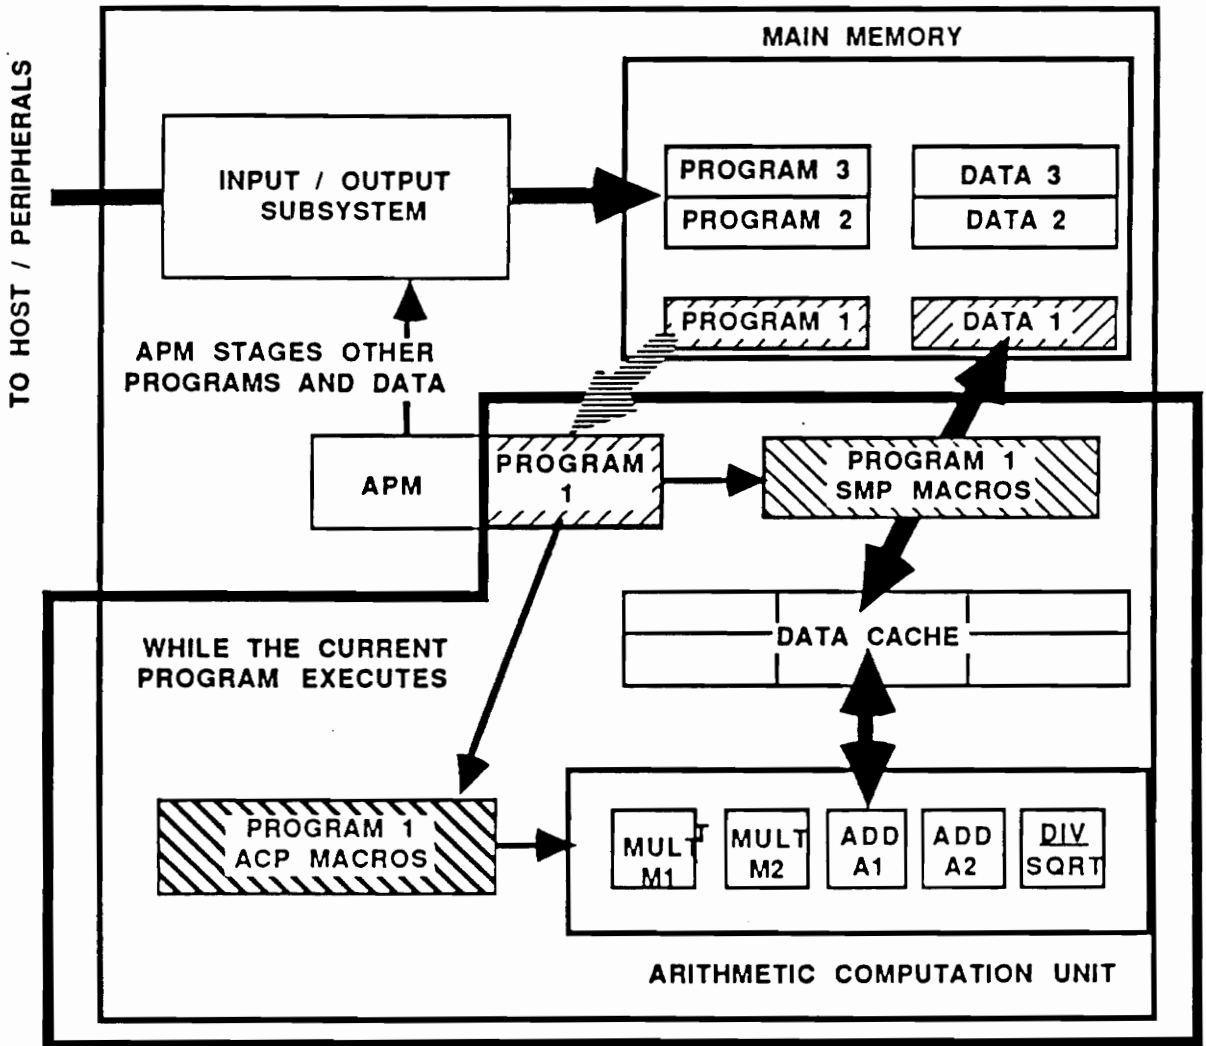 MAIN MEMORY
TO HOST / PERIPHERALS
INPUT / OUTPUT
SUBSYSTEM
PROGRAM 3
PROGRAM 2
DATA 3
DATA 2
PROGRAM 1
DATA 1
APM STAGES OTHER
PROGRAMS AND DATA
APM
PROGRAM
1
PROGRAM 1
SMP MACROS
DATA CACHE
WHILE THE CURRENT
PROGRAM EXECUTES
PROGRAM 1
ACP MACROS
MULT
M1
MULT
M2
ADD
A1
ADD
A2
DIV
SQRT
ARITHMETIC COMPUTATION UNIT